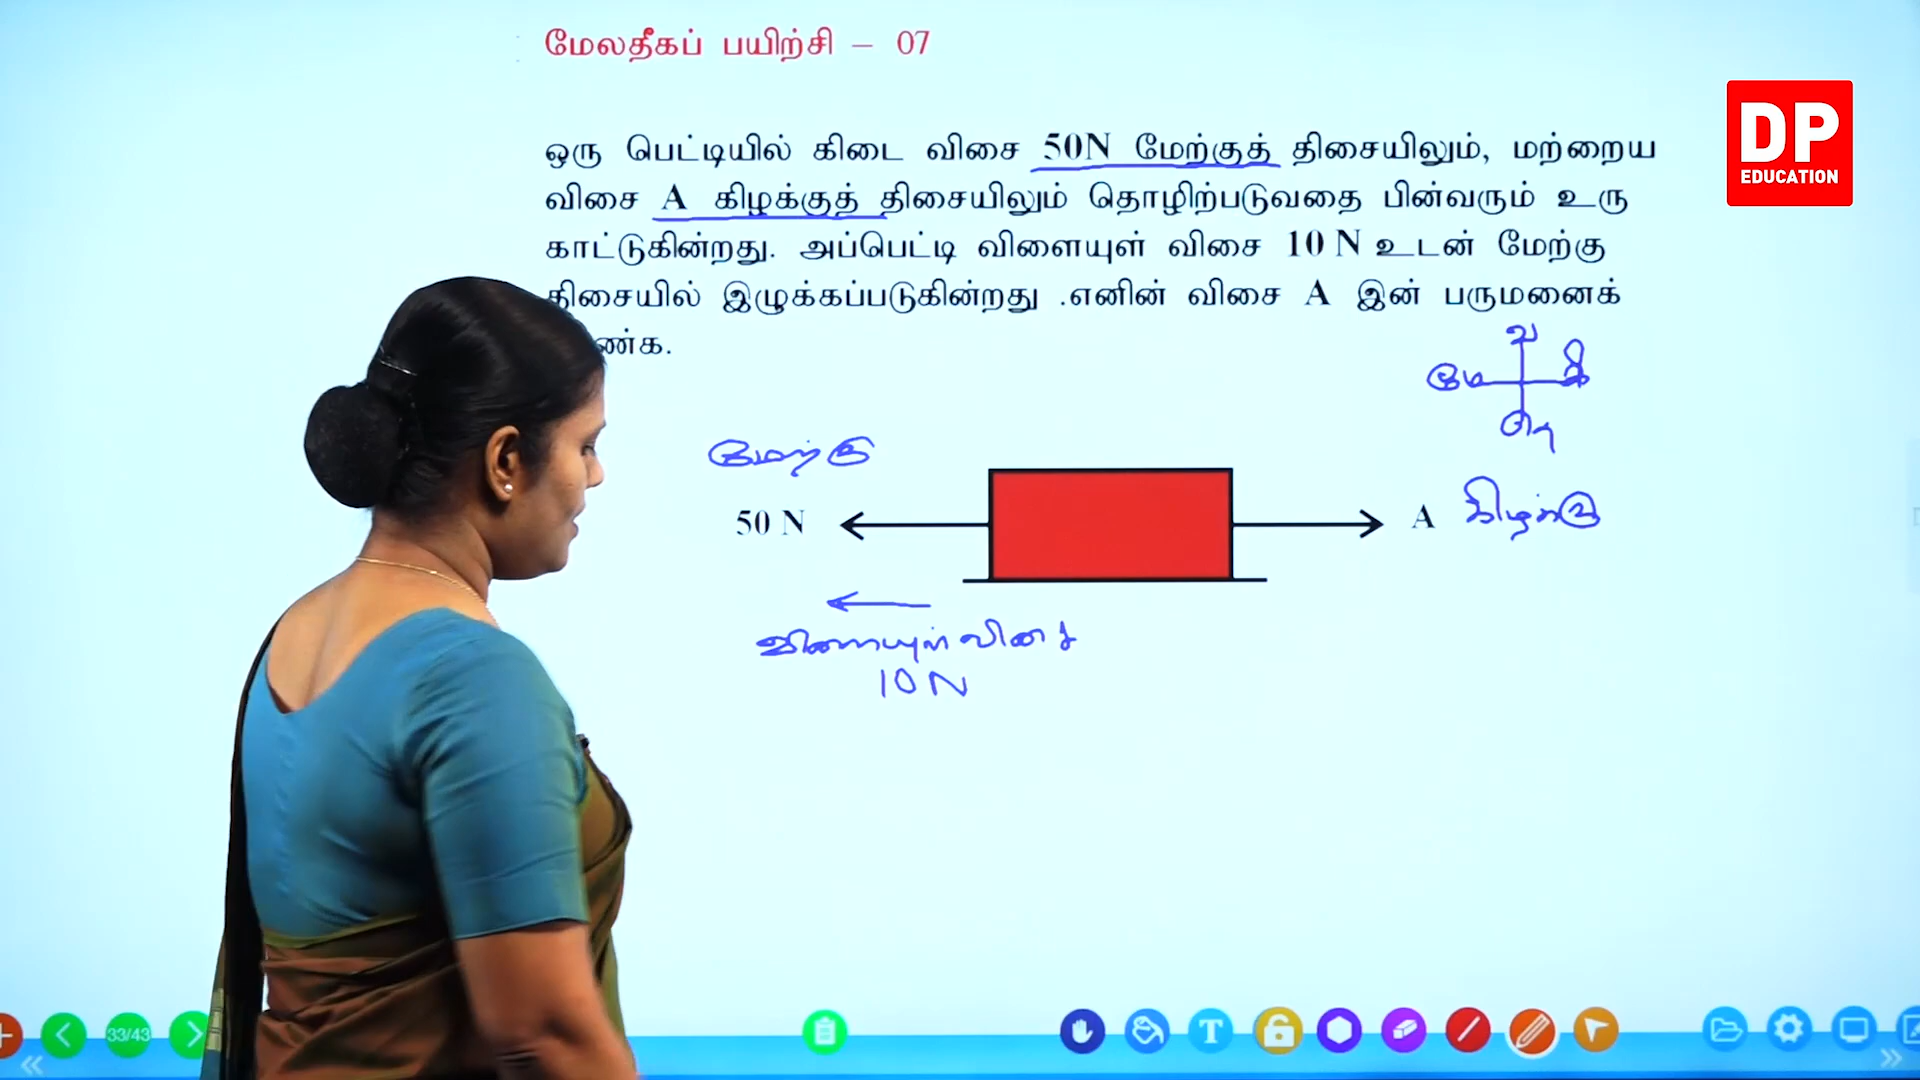 மேலதீகப் பயிற்சி – 07
DP
EDUCATION
ஒரு பெட்டியில் கிடை விசை 50N மேற்குத் திசையிலும், மற்றைய
விசை A கிழக்குத் திசையிலும் தொழிற்படுவதை பின்வரும் உரு
காட்டுகின்றது. அப்பெட்டி விளையுள் விசை 10 N உடன் மேற்கு
திசையில் இழுக்கப்படுகின்றது .எனின் விசை A இன் பருமனைக்
ண்க.
வ
மே கி
தெ
மேற்கு
50 N A கிழக்கு
விளையுள் விசை
10 N
33/43
T